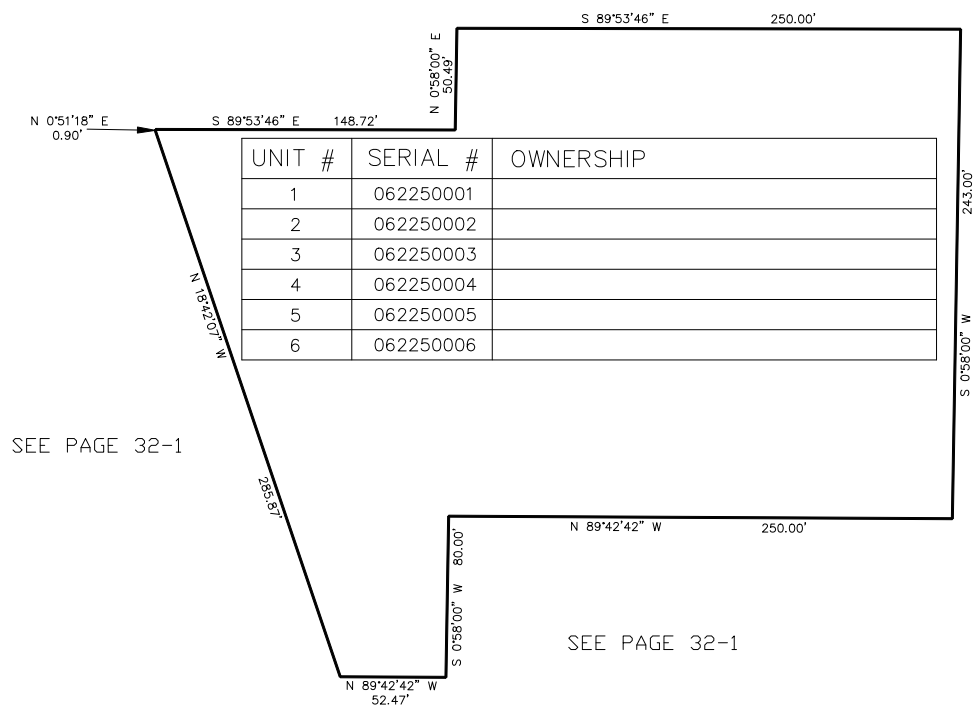 S 89°53'46" E 250.00'
N 0°58'00" E
50.49'
N 0°51'18" E
0.90'
S 89°53'46" E 148.72'
UNIT # SERIAL # OWNERSHIP
1 062250001
2 062250002
3 062250003
4 062250004
5 062250005
6 062250006
243.00'
S 0°58'00" W
N 18°42'07" W
285.87'
SEE PAGE 32-1
N 89°42'42" W 250.00'
S 0°58'00" W 80.00'
SEE PAGE 32-1
N 89°42'42" W
52.47'